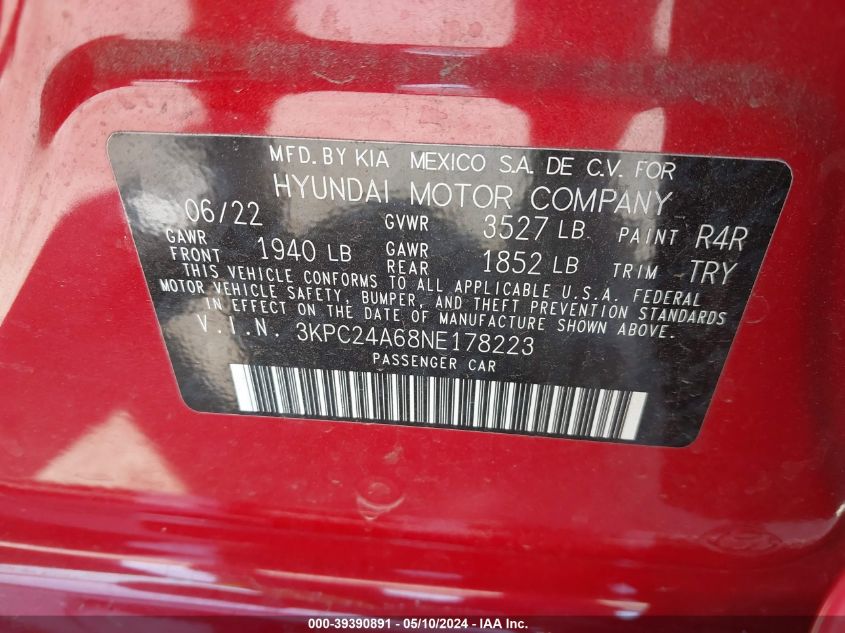 MFD. BY KIA MEXICO S.A. DE C.V. FOR
HYUNDAI MOTOR COMPANY
06/22 GVWR 3527 LB PAINT R4R
GAWR FRONT 1940 LB GAWR REAR 1852 LB TRIM TRY
THIS VEHICLE CONFORMS TO ALL APPLICABLE U.S.A. FEDERAL
MOTOR VEHICLE SAFETY, BUMPER, AND THEFT PREVENTION STANDARDS
IN EFFECT ON THE DATE OF MANUFACTURE SHOWN ABOVE.
V.I.N. 3KPC24A68NE178223
PASSENGER CAR
000-39390891 - 05/10/2024 - IAA Inc.